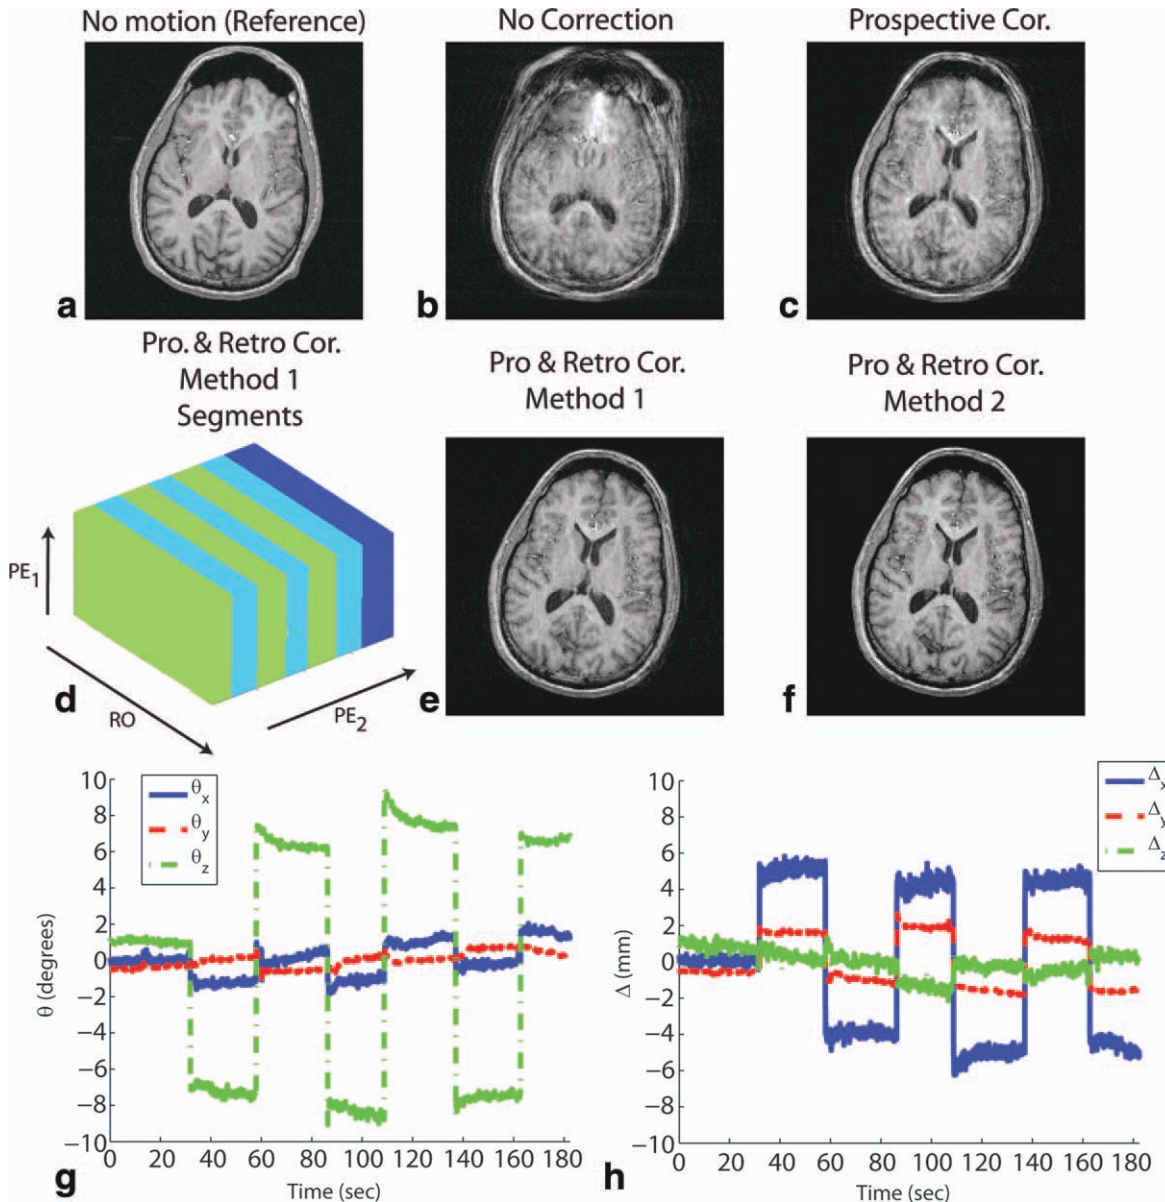 No motion (Reference)
No Correction
Prospective Cor.
a
b
c
Pro. & Retro Cor.
Method 1
Segments
Pro & Retro Cor.
Method 1
Pro & Retro Cor.
Method 2
PE1
RO
PE2
d
e
f
θx
θy
θz
10
8
6
4
2
0
−2
−4
−6
−8
−10
θ (degrees)
0 20 40 60 80 100 120 140 160 180
Time (sec)
g
Δx
Δy
Δz
10
8
6
4
2
0
−2
−4
−6
−8
−10
Δ (mm)
0 20 40 60 80 100 120 140 160 180
Time (sec)
h